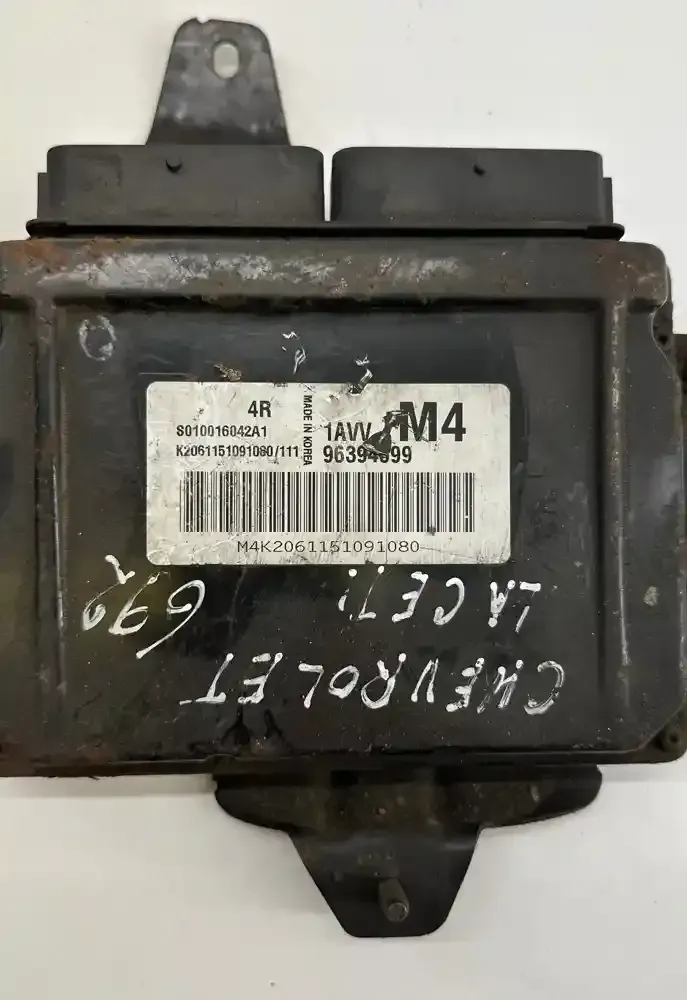 4R
MADE IN KOREA
1AVV
M4
S010016042A1
K2061151091080/111
M4K2061151091080
CHEVROLET
LACETI